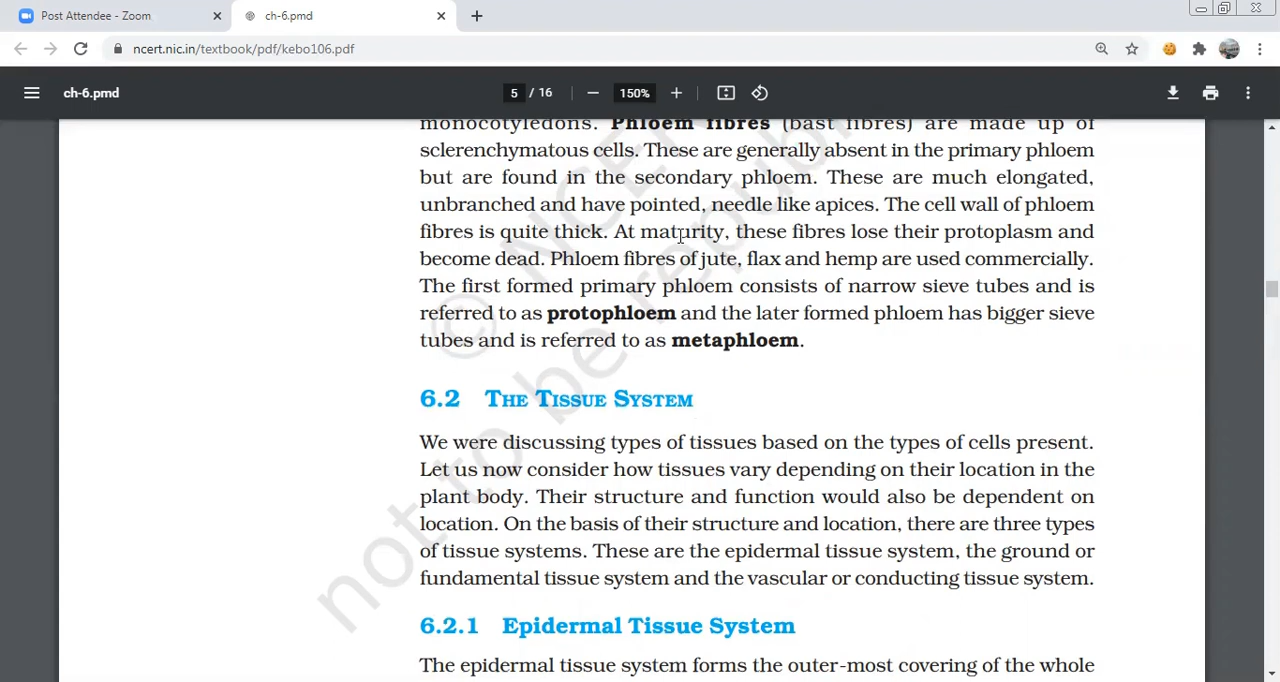 Post Attendee - Zoom
ch-6.pmd
ncert.nic.in/textbook/pdf/kebo106.pdf
ch-6.pmd
5 / 16
150%
monocotyledons. Phloem fibres (bast fibres) are made up of
sclerenchymatous cells. These are generally absent in the primary phloem
but are found in the secondary phloem. These are much elongated,
unbranched and have pointed, needle like apices. The cell wall of phloem
fibres is quite thick. At maturity, these fibres lose their protoplasm and
become dead. Phloem fibres of jute, flax and hemp are used commercially.
The first formed primary phloem consists of narrow sieve tubes and is
referred to as protophloem and the later formed phloem has bigger sieve
tubes and is referred to as metaphloem.
6.2 The Tissue System
We were discussing types of tissues based on the types of cells present.
Let us now consider how tissues vary depending on their location in the
plant body. Their structure and function would also be dependent on
location. On the basis of their structure and location, there are three types
of tissue systems. These are the epidermal tissue system, the ground or
fundamental tissue system and the vascular or conducting tissue system.
6.2.1 Epidermal Tissue System
The epidermal tissue system forms the outer-most covering of the whole
© NCER
not to be republ